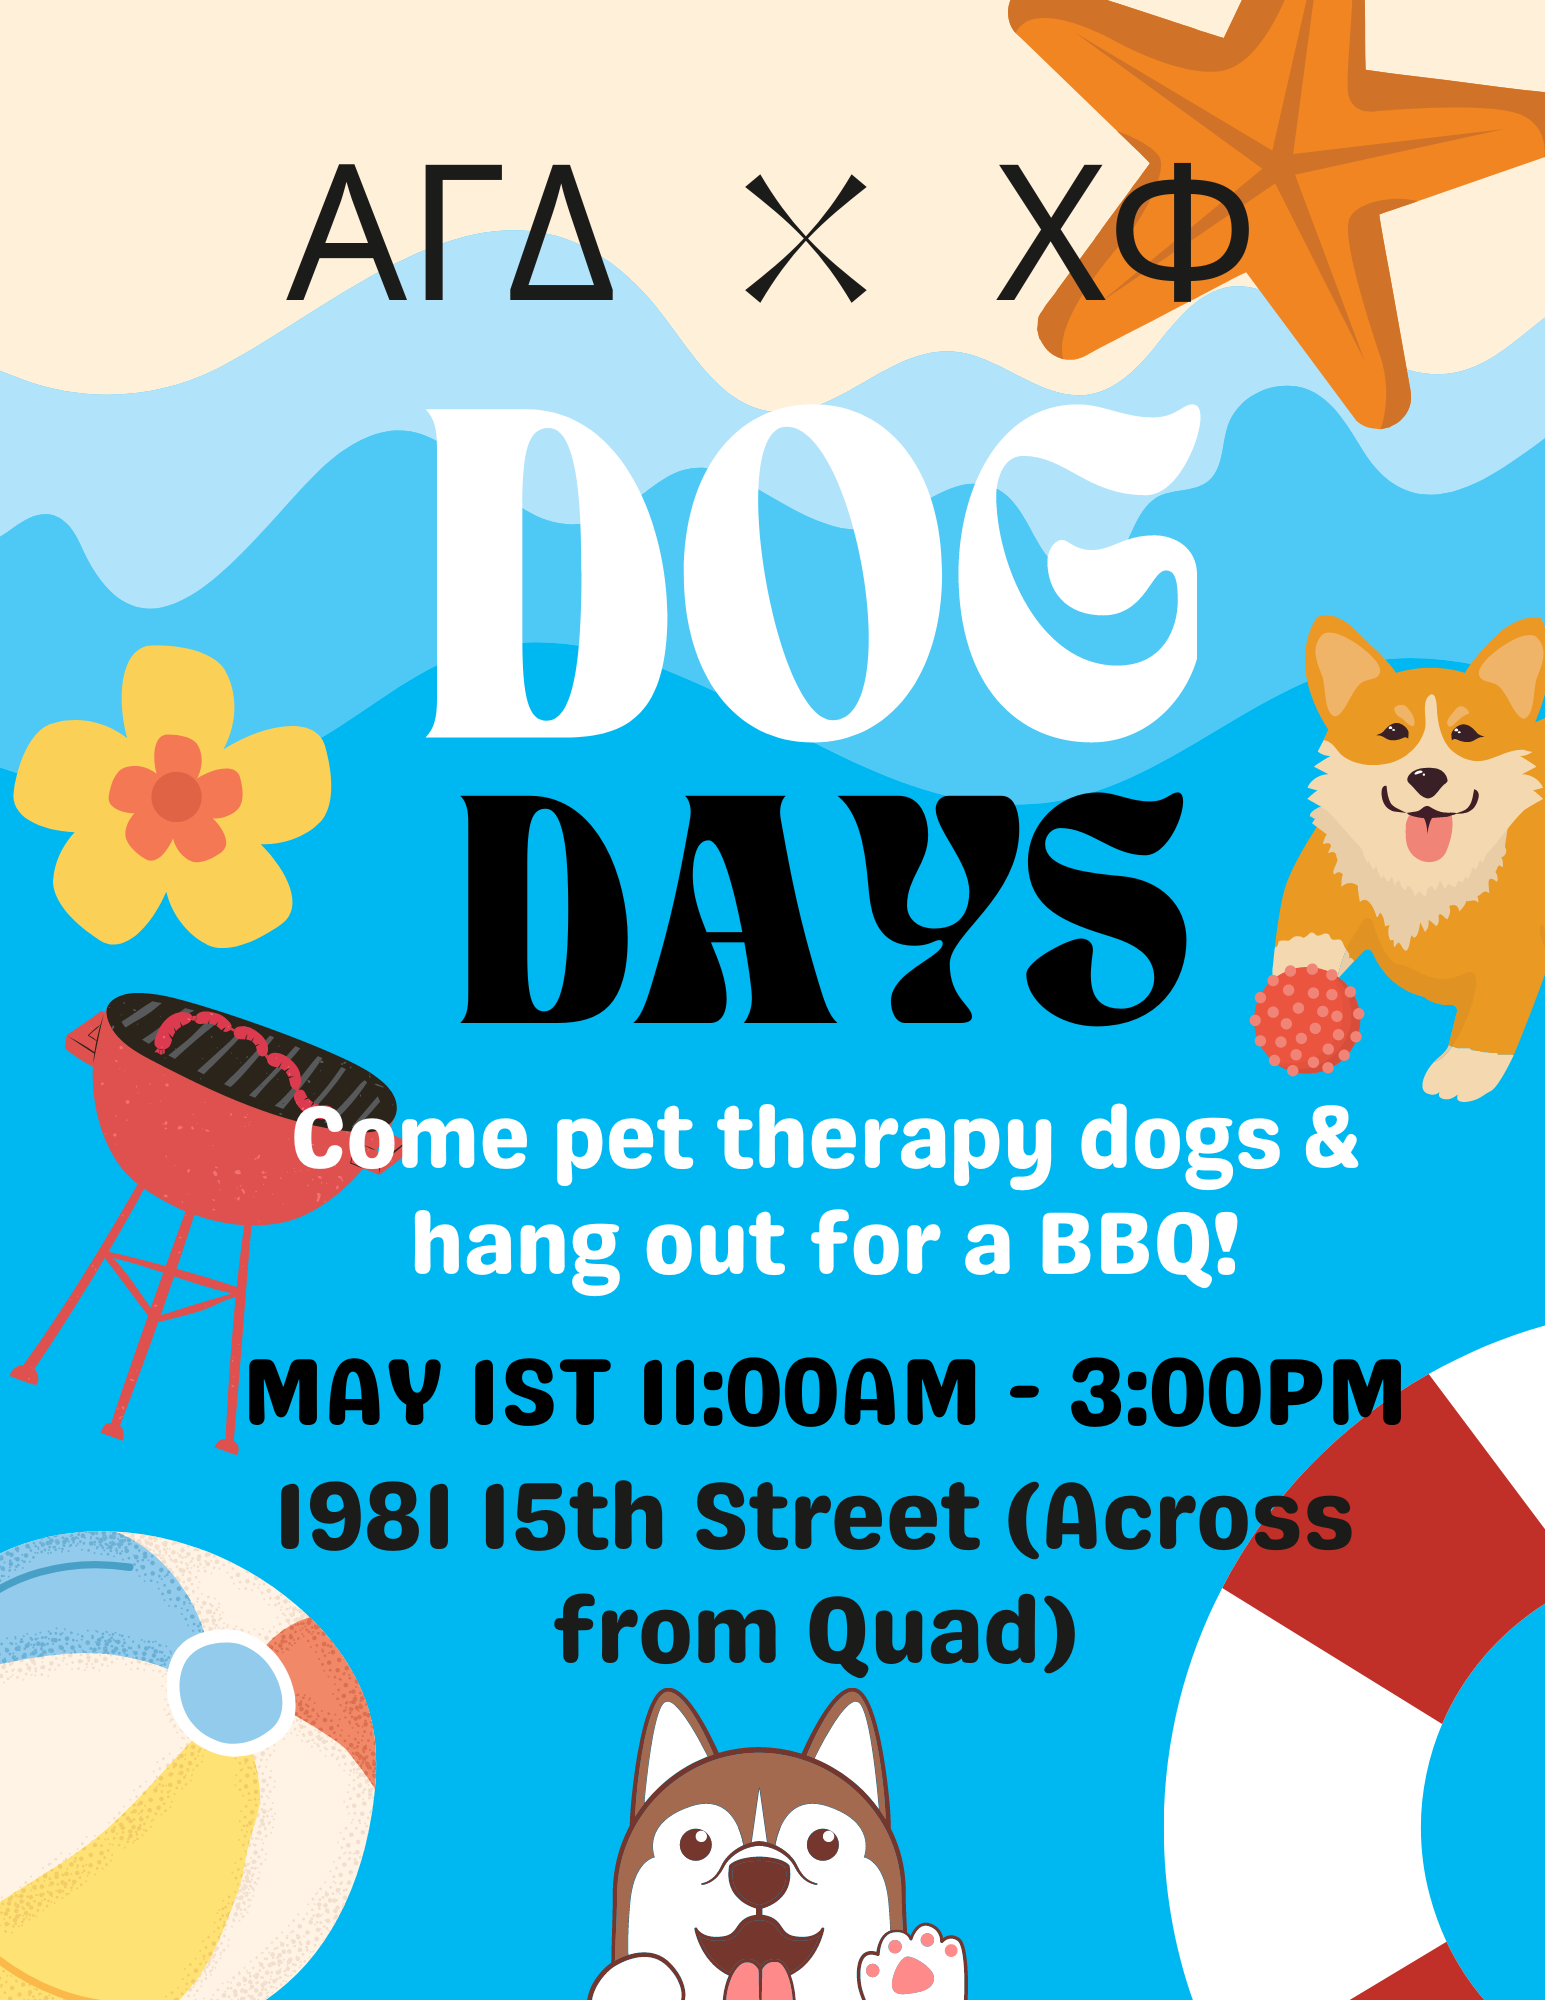 ΑΓΔ X ΧΦ
DOG
DAYS
Come pet therapy dogs &
hang out for a BBQ!
MAY 1ST 11:00AM - 3:00PM
1981 15th Street (Across
from Quad)